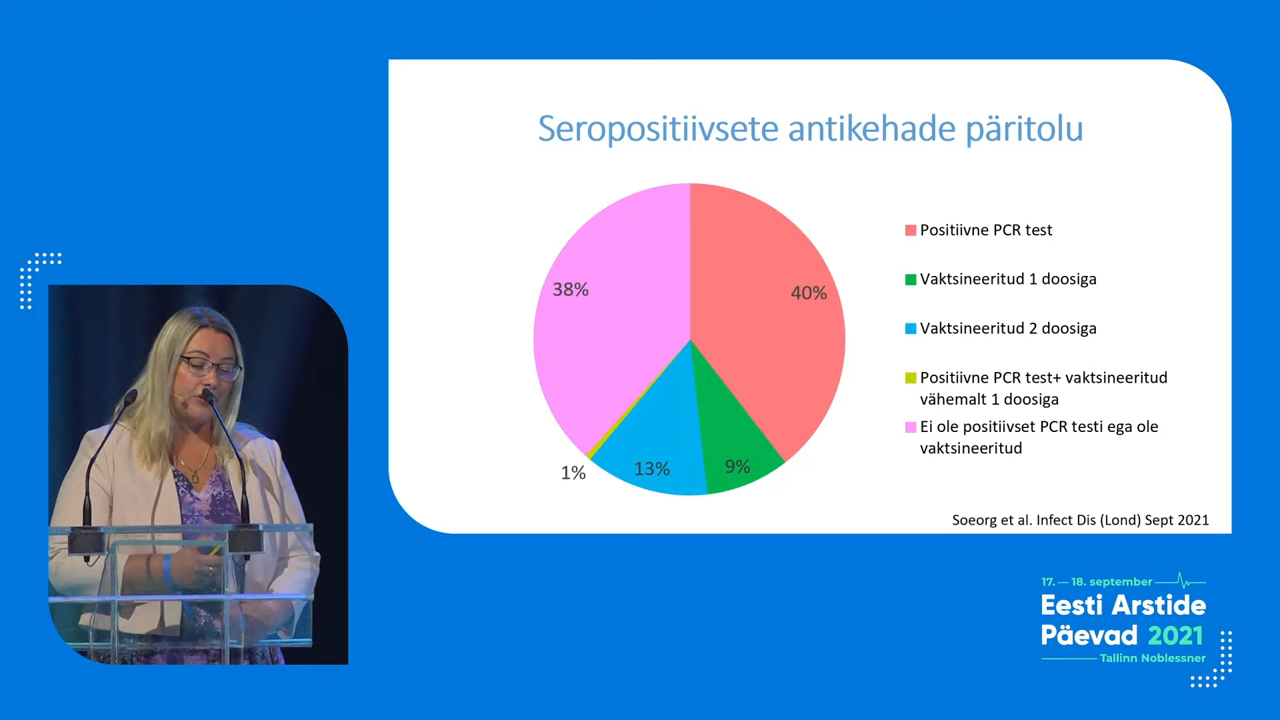 Seropositiivsete antikehade päritolu
38%
40%
1%
13%
9%
Positiivne PCR test
Vaktsineeritud 1 doosiga
Vaktsineeritud 2 doosiga
Positiivne PCR test+ vaktsineeritud
vähemalt 1 doosiga
Ei ole positiivset PCR testi ega ole
vaktsineeritud
Soeorg et al. Infect Dis (Lond) Sept 2021
17. — 18. september
Eesti Arstide
Päevad 2021
Tallinn Noblessner